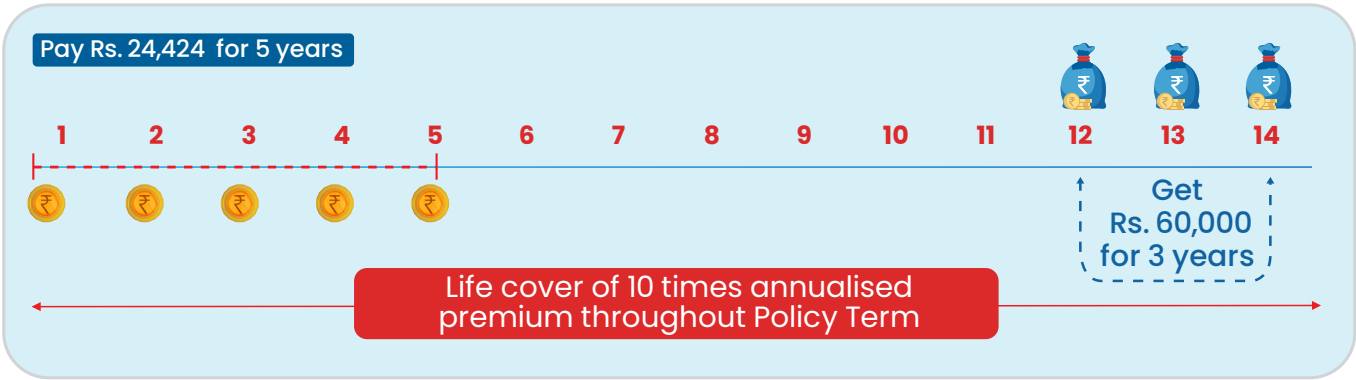 Pay Rs. 24,424 for 5 years
1 2 3 4 5 6 7 8 9 10 11 12 13 14
Get
Rs. 60,000
for 3 years
Life cover of 10 times annualised
premium throughout Policy Term